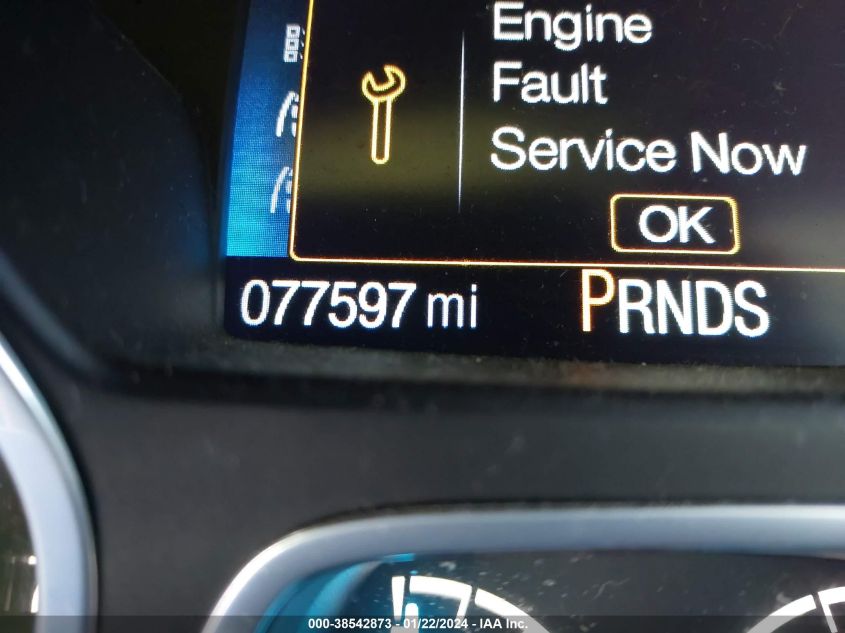 Engine
Fault
Service Now
OK
077597 mi PRNDS
000-38542873 - 01/22/2024 - IAA Inc.